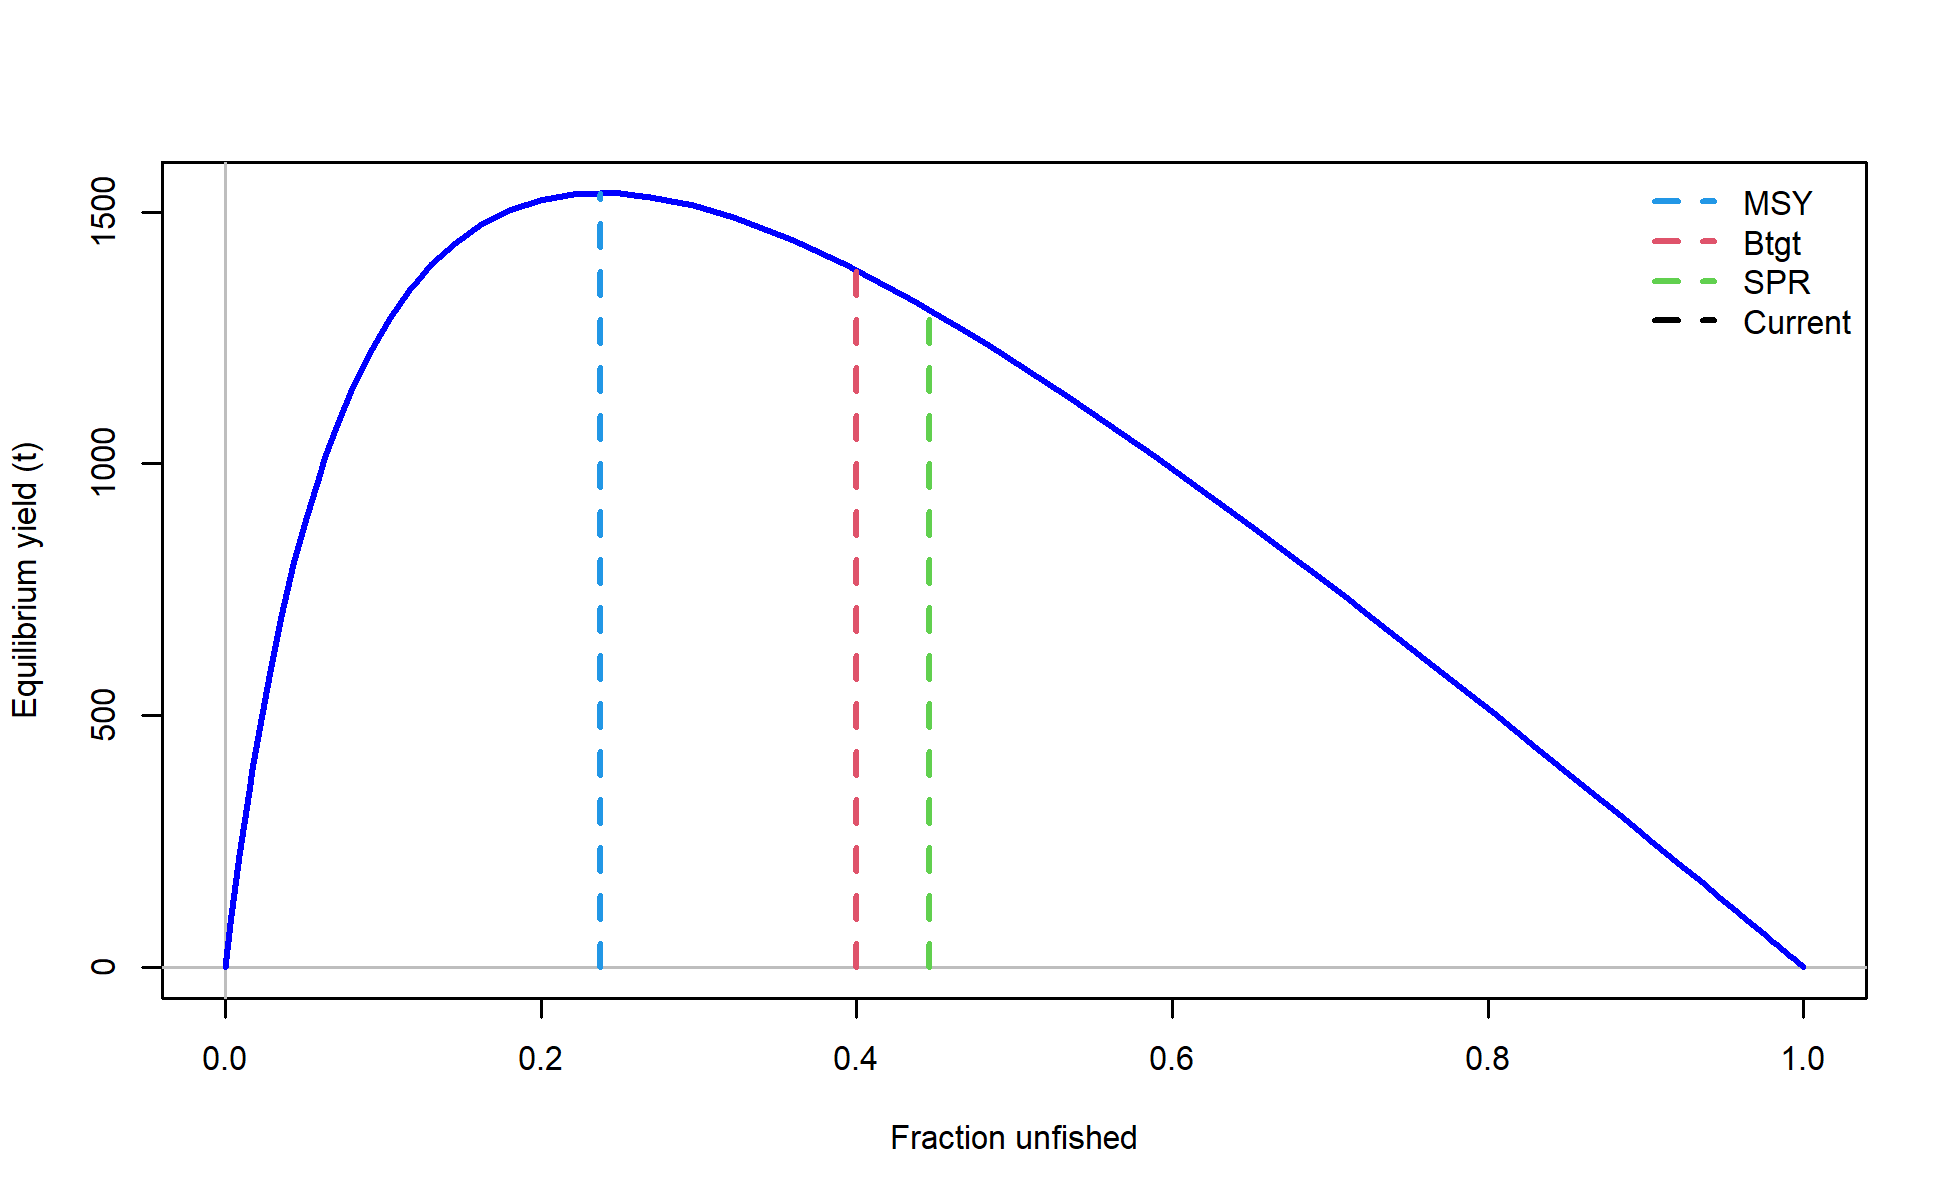 MSY
Btgt
SPR
Current
Equilibrium yield (t)
1500
1000
500
0
0.0 0.2 0.4 0.6 0.8 1.0
Fraction unfished